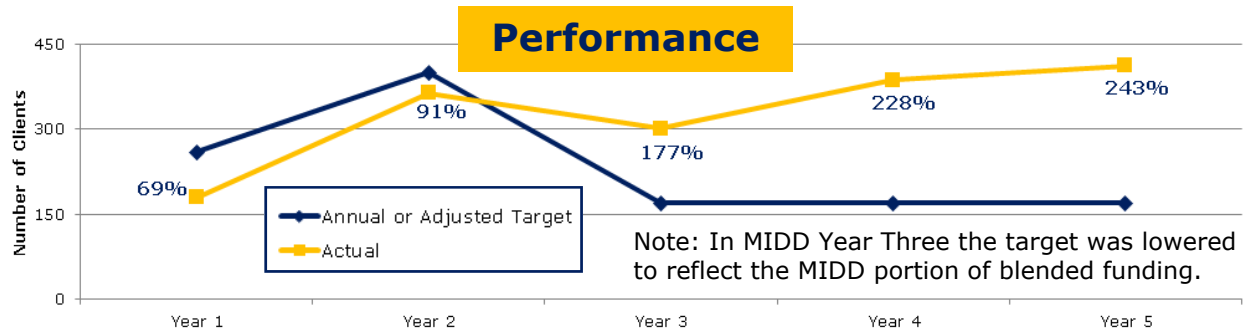 Performance
450
300
150
0
Number of Clients
69%
91%
177%
228%
243%
Annual or Adjusted Target
Actual
Note: In MIDD Year Three the target was lowered
to reflect the MIDD portion of blended funding.
Year 1
Year 2
Year 3
Year 4
Year 5